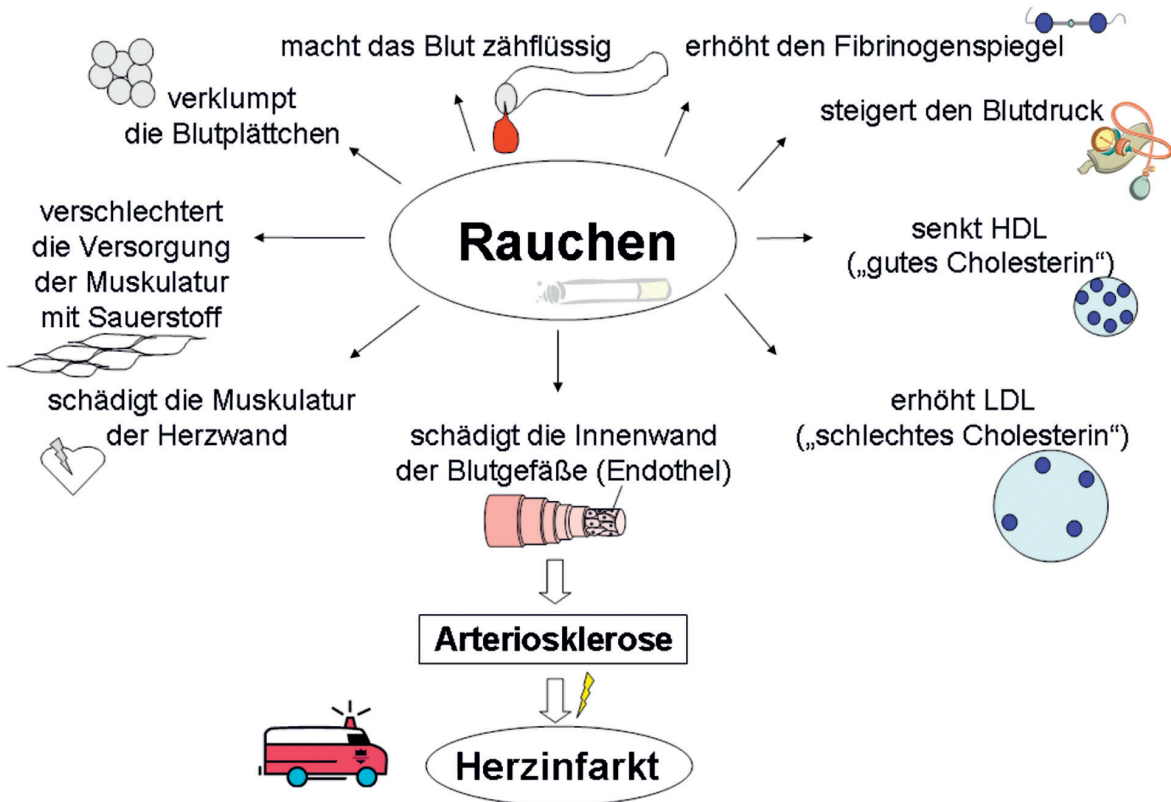 macht das Blut zähflüssig
erhöht den Fibrinogenspiegel
verklumpt
die Blutplättchen
steigert den Blutdruck
Rauchen
verschlechtert
die Versorgung
der Muskulatur
mit Sauerstoff
senkt HDL
(„gutes Cholesterin“)
schädigt die Muskulatur
der Herzwand
schädigt die Innenwand
der Blutgefäße (Endothel)
erhöht LDL
(„schlechtes Cholesterin“)
Arteriosklerose
Herzinfarkt